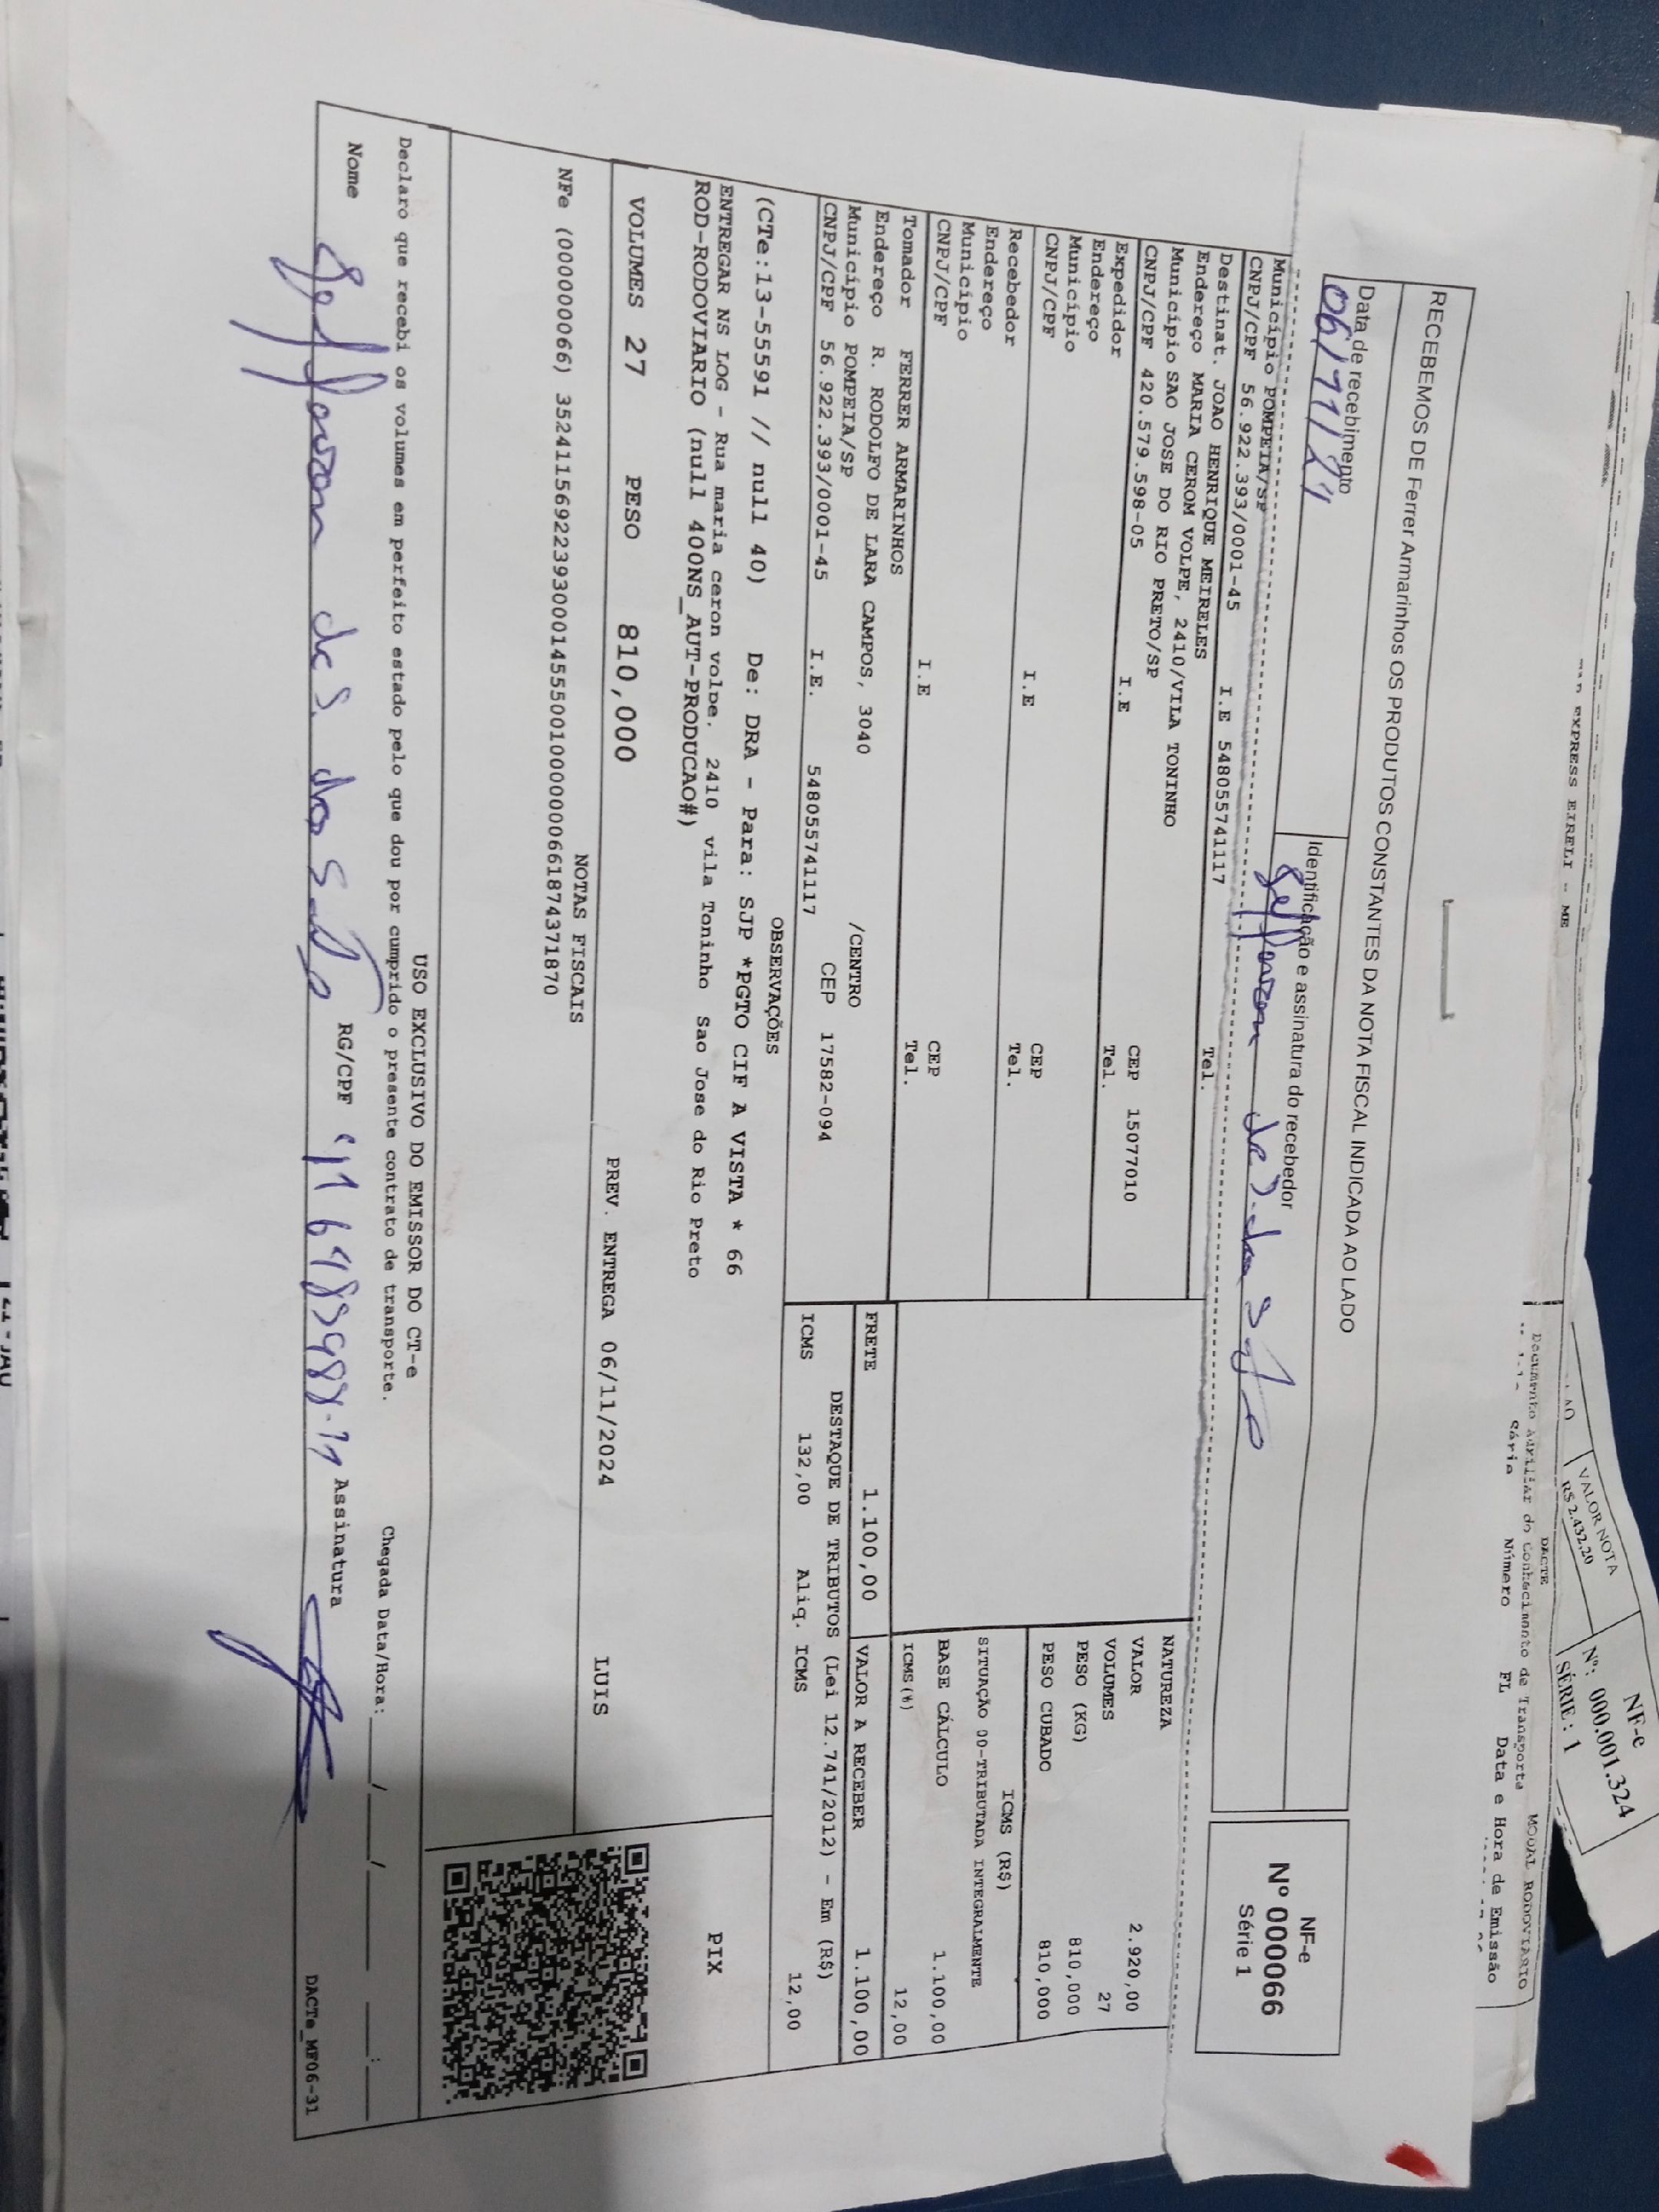 RECEBEMOS DE Ferrer Armarinhos OS PRODUTOS CONSTANTES DA NOTA FISCAL INDICADA AO LADO
Data de recebimento
06/11/24
Identificação e assinatura do recebedor
NF-e
Nº 000066
Série 1
Município POMPEIA/SP
CNPJ/CPF 56.922.393/0001-45 I.E 548055741117 Tel.
Destinat. JOAO HENRIQUE MEIRELES
Endereço MARIA CEROM VOLPE, 2410/VILA TONINHO
Município SAO JOSE DO RIO PRETO/SP CEP 15077010
CNPJ/CPF 420.579.598-05 I.E Tel.
Expedidor
Endereço
Município CEP
CNPJ/CPF I.E Tel.
Recebedor
Endereço
Município CEP
CNPJ/CPF I.E Tel.
Tomador FERRER ARMARINHOS
Endereço R. RODOLFO DE LARA CAMPOS, 3040 /CENTRO
Município POMPEIA/SP CEP 17582-094
CNPJ/CPF 56.922.393/0001-45 I.E. 548055741117
NATUREZA
VALOR 2.920,00
VOLUMES 27
PESO (KG) 810,000
PESO CUBADO 810,000
ICMS (R$)
SITUAÇÃO 00-TRIBUTADA INTEGRALMENTE
BASE CÁLCULO 1.100,00
ICMS(%) 12,00
FRETE 1.100,00 VALOR A RECEBER 1.100,00
DESTAQUE DE TRIBUTOS (Lei 12.741/2012) - Em (R$)
ICMS 132,00 Aliq. ICMS 12,00
OBSERVAÇÕES
(CTe:13-55591 // null 40) De: DRA - Para: SJP *PGTO CIF A VISTA * 66
ENTREGAR NS LOG - Rua maria ceron volpe. 2410 vila Toninho Sao Jose do Rio Preto
ROD-RODOVIARIO (null 400NS_AUT-PRODUCAO#)
PIX
VOLUMES 27 PESO 810,000 PREV. ENTREGA 06/11/2024 LUIS
NOTAS FISCAIS
NFe (000000066) 35241156922393000145550010000000661874371870
USO EXCLUSIVO DO EMISSOR DO CT-e
Declaro que recebi os volumes em perfeito estado pelo que dou por cumprido o presente contrato de transporte. Chegada Data/Hora:___/___/___ __:__
Nome RG/CPF Assinatura
DACTe_MF06-31
EXPRESS EIRELI - ME
DACTE
Documento Auxiliar do Conhecimento de Transporte
MODAL RODOVIARIO
Série Número FL Data e Hora de Emissão
VALOR NOTA
R$ 2.432,20
NF-e
Nº: 000.001.324
SÉRIE : 1